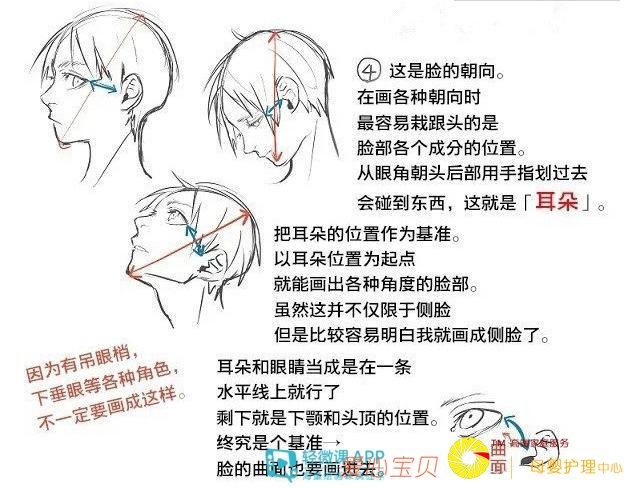 ④ 这是脸的朝向。
在画各种朝向时
最容易栽跟头的是
脸部各个成分的位置。
从眼角朝头后部用手指划过去
会碰到东西，这就是「耳朵」。
把耳朵的位置作为基准。
以耳朵位置为起点
就能画出各种角度的脸部。
虽然这并不仅限于侧脸
但是比较容易明白我就画成侧脸了。
因为有吊眼梢，
下垂眼等各种角色，
不一定要画成这样。
耳朵和眼睛当成是在一条
水平线上就行了
剩下就是下颚和头顶的位置。
终究是个基准→
脸的曲面也要画进去。
曲面
轻微课 APP
宝贝
TM
服务
母婴护理中心